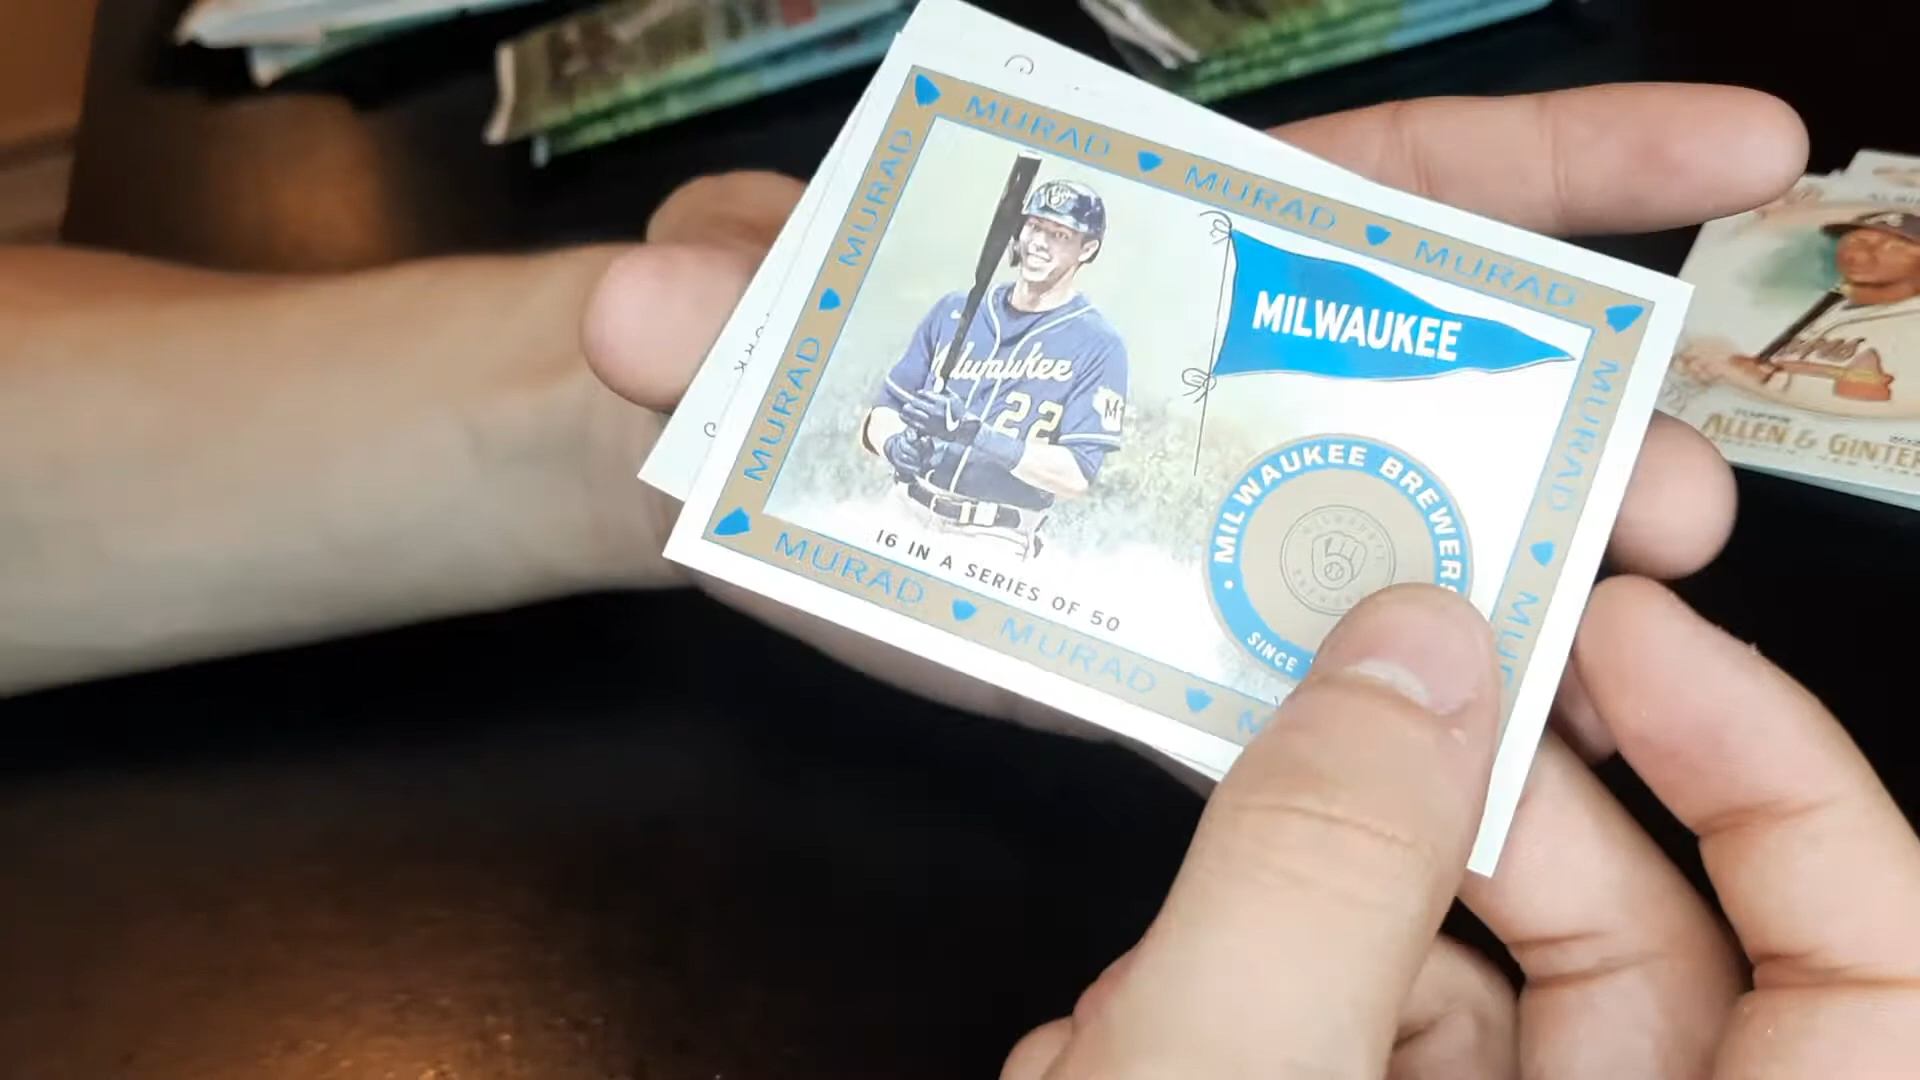 MURAD MURAD MURAD
MURAD
MURAD
MURAD
MILWAUKEE
Milwaukee
22
MILWAUKEE BREWERS
SINCE
16 IN A SERIES OF 50
MURAD MURAD
TOPPS
ALLEN & GINTER